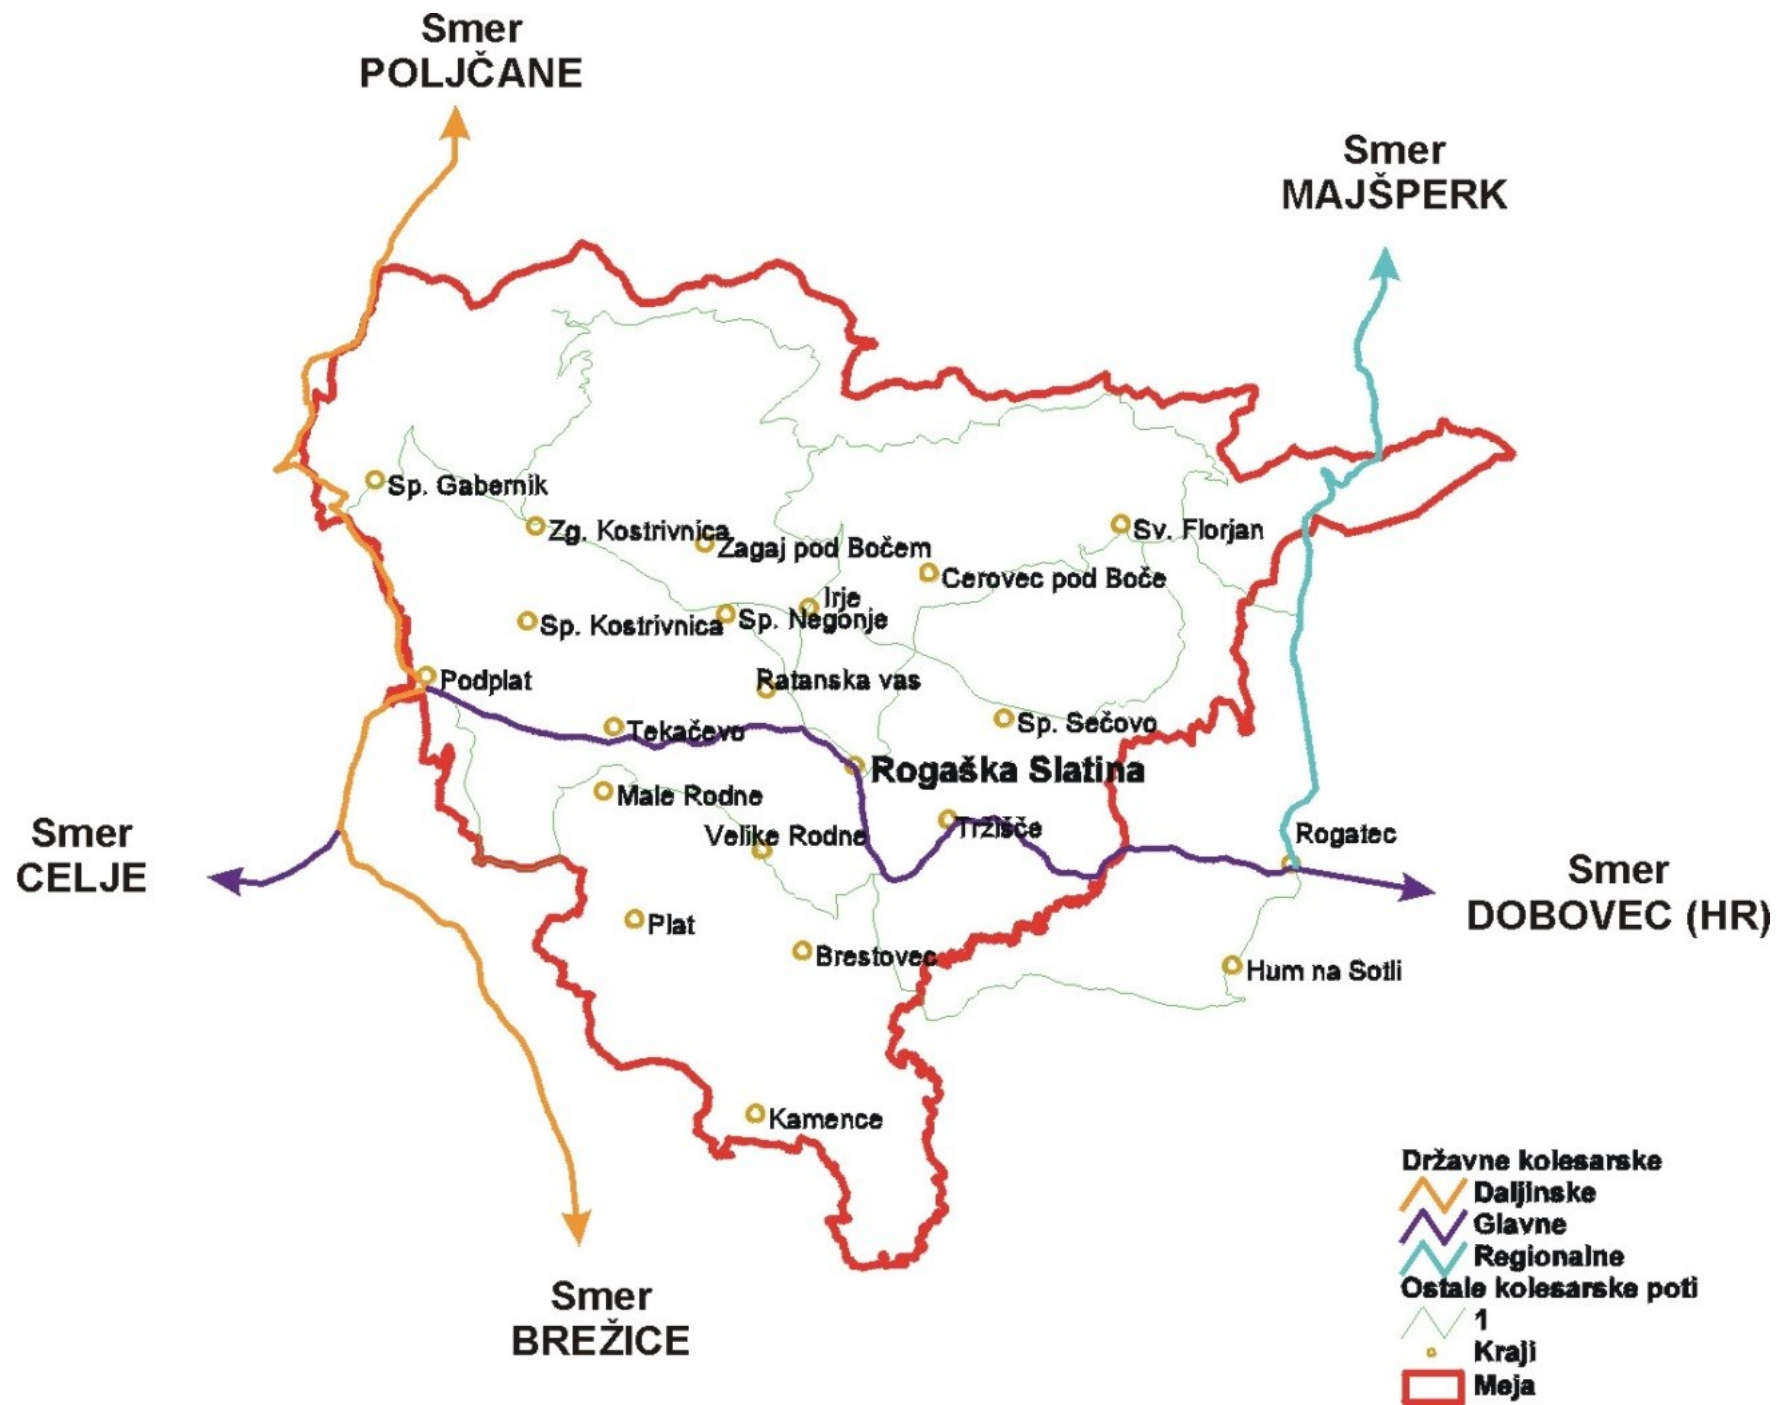 Smer
POLJČANE
Smer
MAJŠPERK
Sp. Gabernik
Zg. Kostrivnica
Zagaj pod Bočem
Sv. Florjan
Cerovec pod Boče
Irje
Sp. Kostrivnica
Sp. Negonje
Podplat
Ratanska vas
Tekačevo
Sp. Sečovo
Rogaška Slatina
Male Rodne
Velike Rodne
Tržišče
Rogatec
Smer
CELJE
Smer
DOBOVEC (HR)
Plat
Brestovec
Hum na Sotli
Kamence
Smer
BREŽICE
Državne kolesarske
Daljinske
Glavne
Regionalne
Ostale kolesarske poti
1
Kraji
Meja